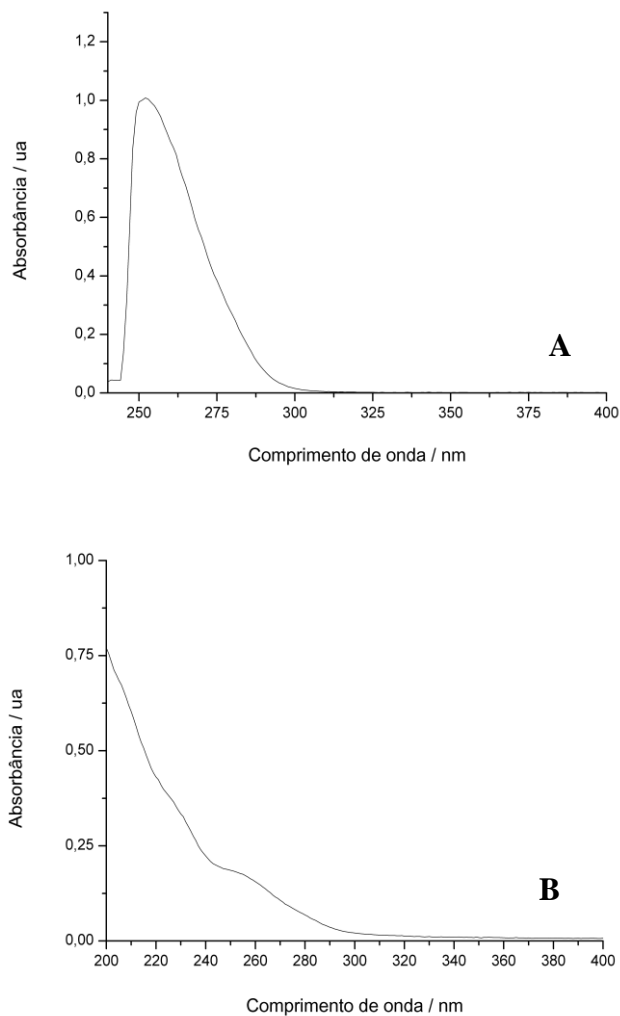 1,2
1,0
0,8
0,6
0,4
0,2
0,0
Absorbância / ua
A
250 275 300 325 350 375 400
Comprimento de onda / nm
1,00
0,75
0,50
0,25
0,00
Absorbância / ua
B
200 220 240 260 280 300 320 340 360 380 400
Comprimento de onda / nm